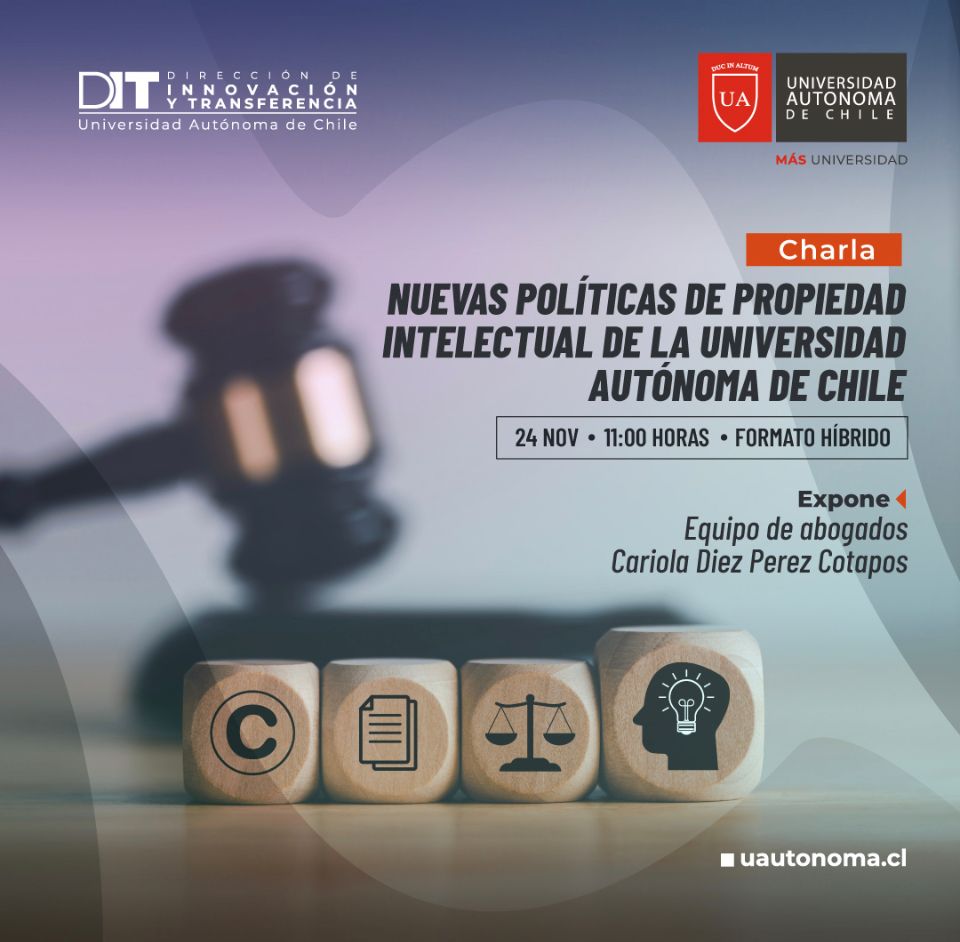 DIT DIRECCIÓN DE
INNOVACIÓN
Y TRANSFERENCIA
Universidad Autónoma de Chile
DUC IN ALTUM
UA
UNIVERSIDAD
AUTONOMA
DE CHILE
MÁS UNIVERSIDAD
Charla
NUEVAS POLÍTICAS DE PROPIEDAD
INTELECTUAL DE LA UNIVERSIDAD
AUTÓNOMA DE CHILE
24 NOV • 11:00 HORAS • FORMATO HÍBRIDO
Expone
Equipo de abogados
Cariola Diez Perez Cotapos
C
uautonoma.cl